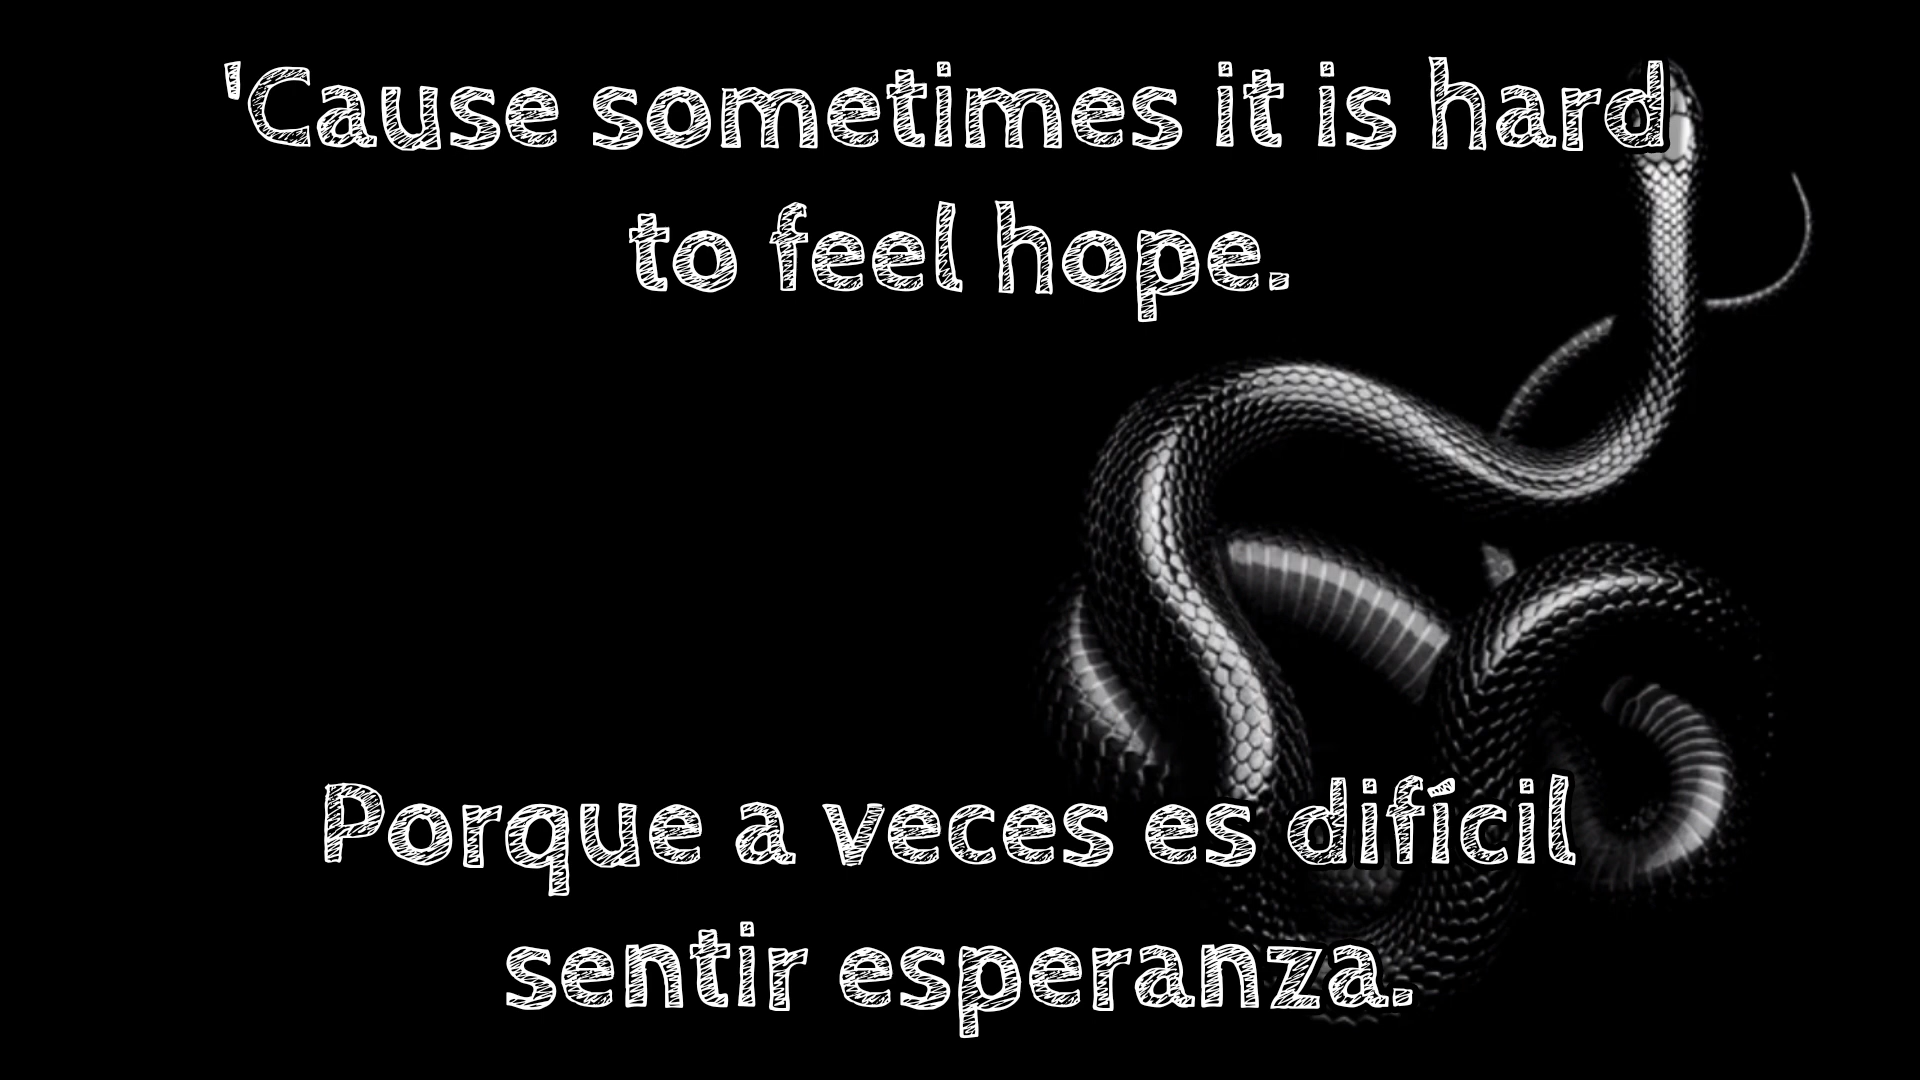 'Cause sometimes it is hard
to feel hope.
Porque a veces es difícil
sentir esperanza.